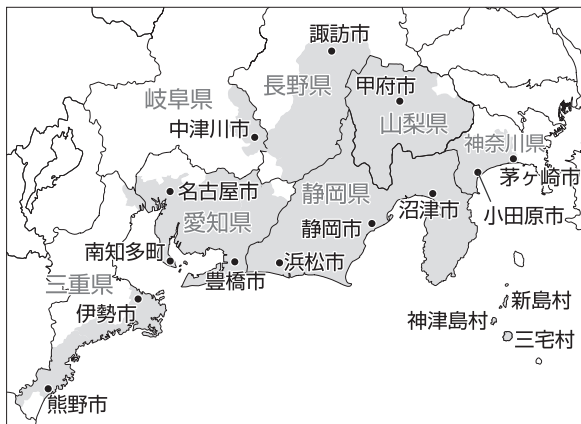 諏訪市
岐阜県
長野県
甲府市
山梨県
中津川市
神奈川県
茅ヶ崎市
名古屋市
愛知県
静岡県
静岡市
沼津市
小田原市
南知多町
豊橋市
浜松市
三重県
伊勢市
新島村
神津島村
三宅村
熊野市